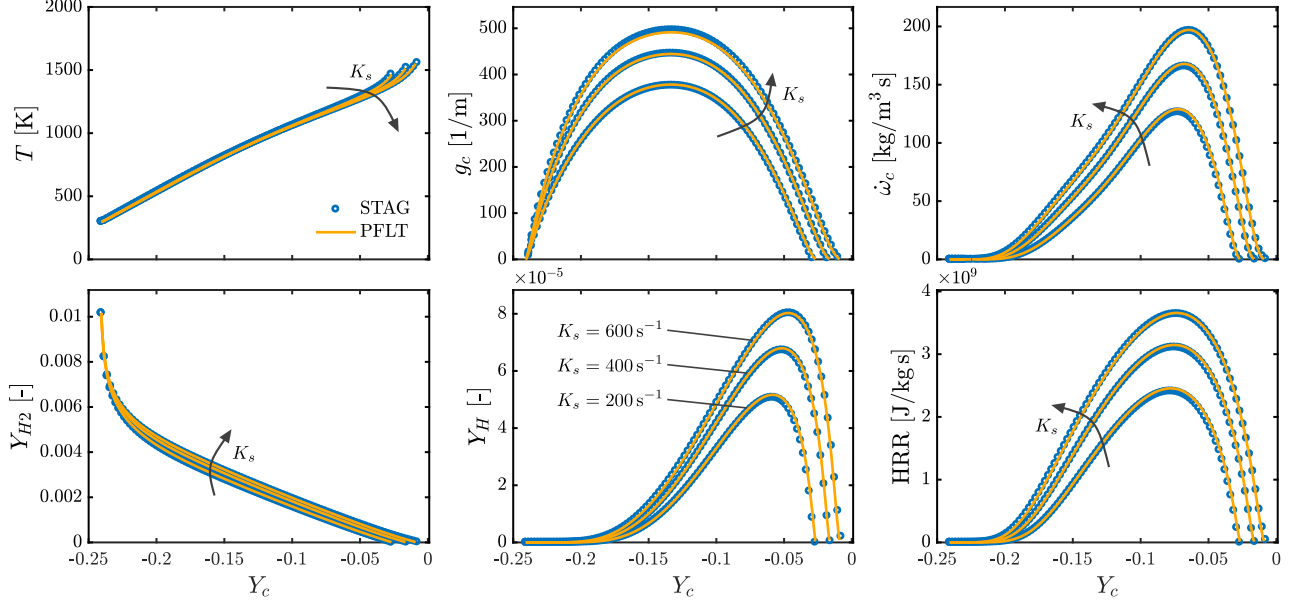 2000
1500
1000
500
0
T [K]
K_s
STAG
PFLT
500
400
300
200
100
0
g_c [1/m]
K_s
200
150
100
50
0
ω̇_c [kg/m³ s]
K_s
0.01
0.008
0.006
0.004
0.002
0
Y_{H2} [-]
K_s
-0.25 -0.2 -0.15 -0.1 -0.05 0
Y_c
×10⁻⁵
8
6
4
2
0
Y_H [-]
K_s = 600 s⁻¹
K_s = 400 s⁻¹
K_s = 200 s⁻¹
-0.25 -0.2 -0.15 -0.1 -0.05 0
Y_c
×10⁹
4
3
2
1
0
HRR [J/kg s]
K_s
-0.25 -0.2 -0.15 -0.1 -0.05 0
Y_c